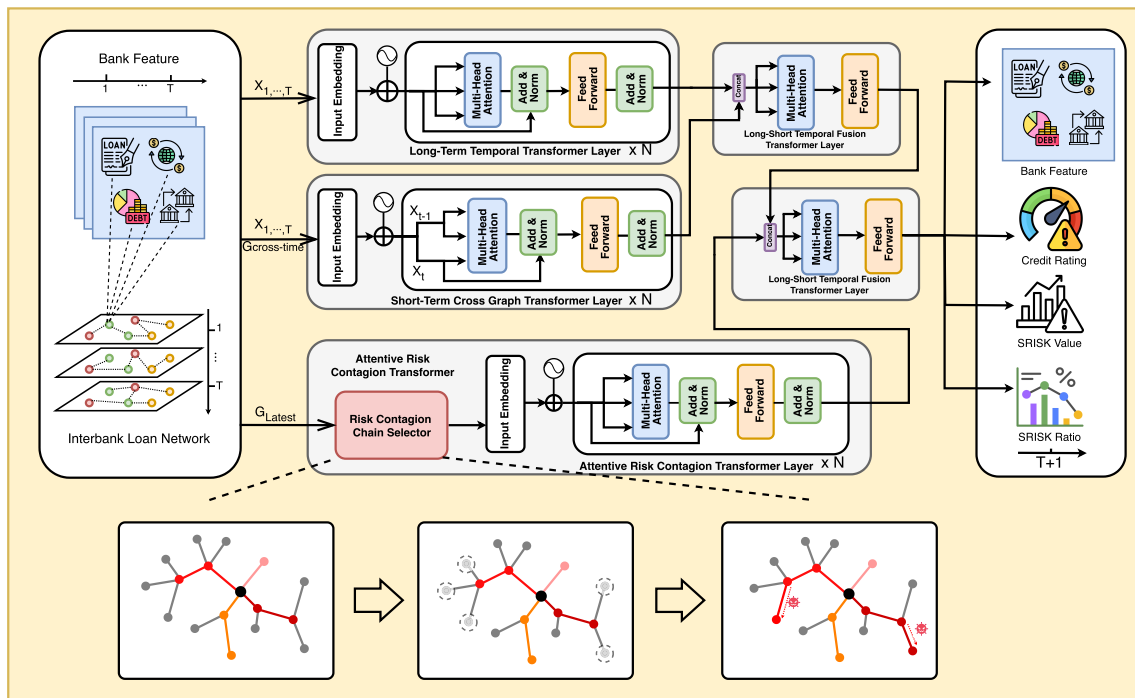 Bank Feature
1 ... T
LOAN
$
$
DEBT
1
⋮
T
Interbank Loan Network
X1,...,T
X1,...,T
Gcross-time
GLatest
Input Embedding
Multi-Head
Attention
Add &
Norm
Feed
Forward
Add &
Norm
Long-Term Temporal Transformer Layer x N
Input Embedding
Xt-1
Xt
Multi-Head
Attention
Add &
Norm
Feed
Forward
Add &
Norm
Short-Term Cross Graph Transformer Layer x N
Attentive Risk
Contagion Transformer
Risk Contagion
Chain Selector
Input Embedding
Multi-Head
Attention
Add &
Norm
Feed
Forward
Add &
Norm
Attentive Risk Contagion Transformer Layer x N
Concat
Multi-Head
Attention
Feed
Forward
Long-Short Temporal Fusion
Transformer Layer
Concat
Multi-Head
Attention
Feed
Forward
Long-Short Temporal Fusion
Transformer Layer
LOAN
$
$
DEBT
Bank Feature
!
Credit Rating
!
SRISK Value
%
SRISK Ratio
T+1